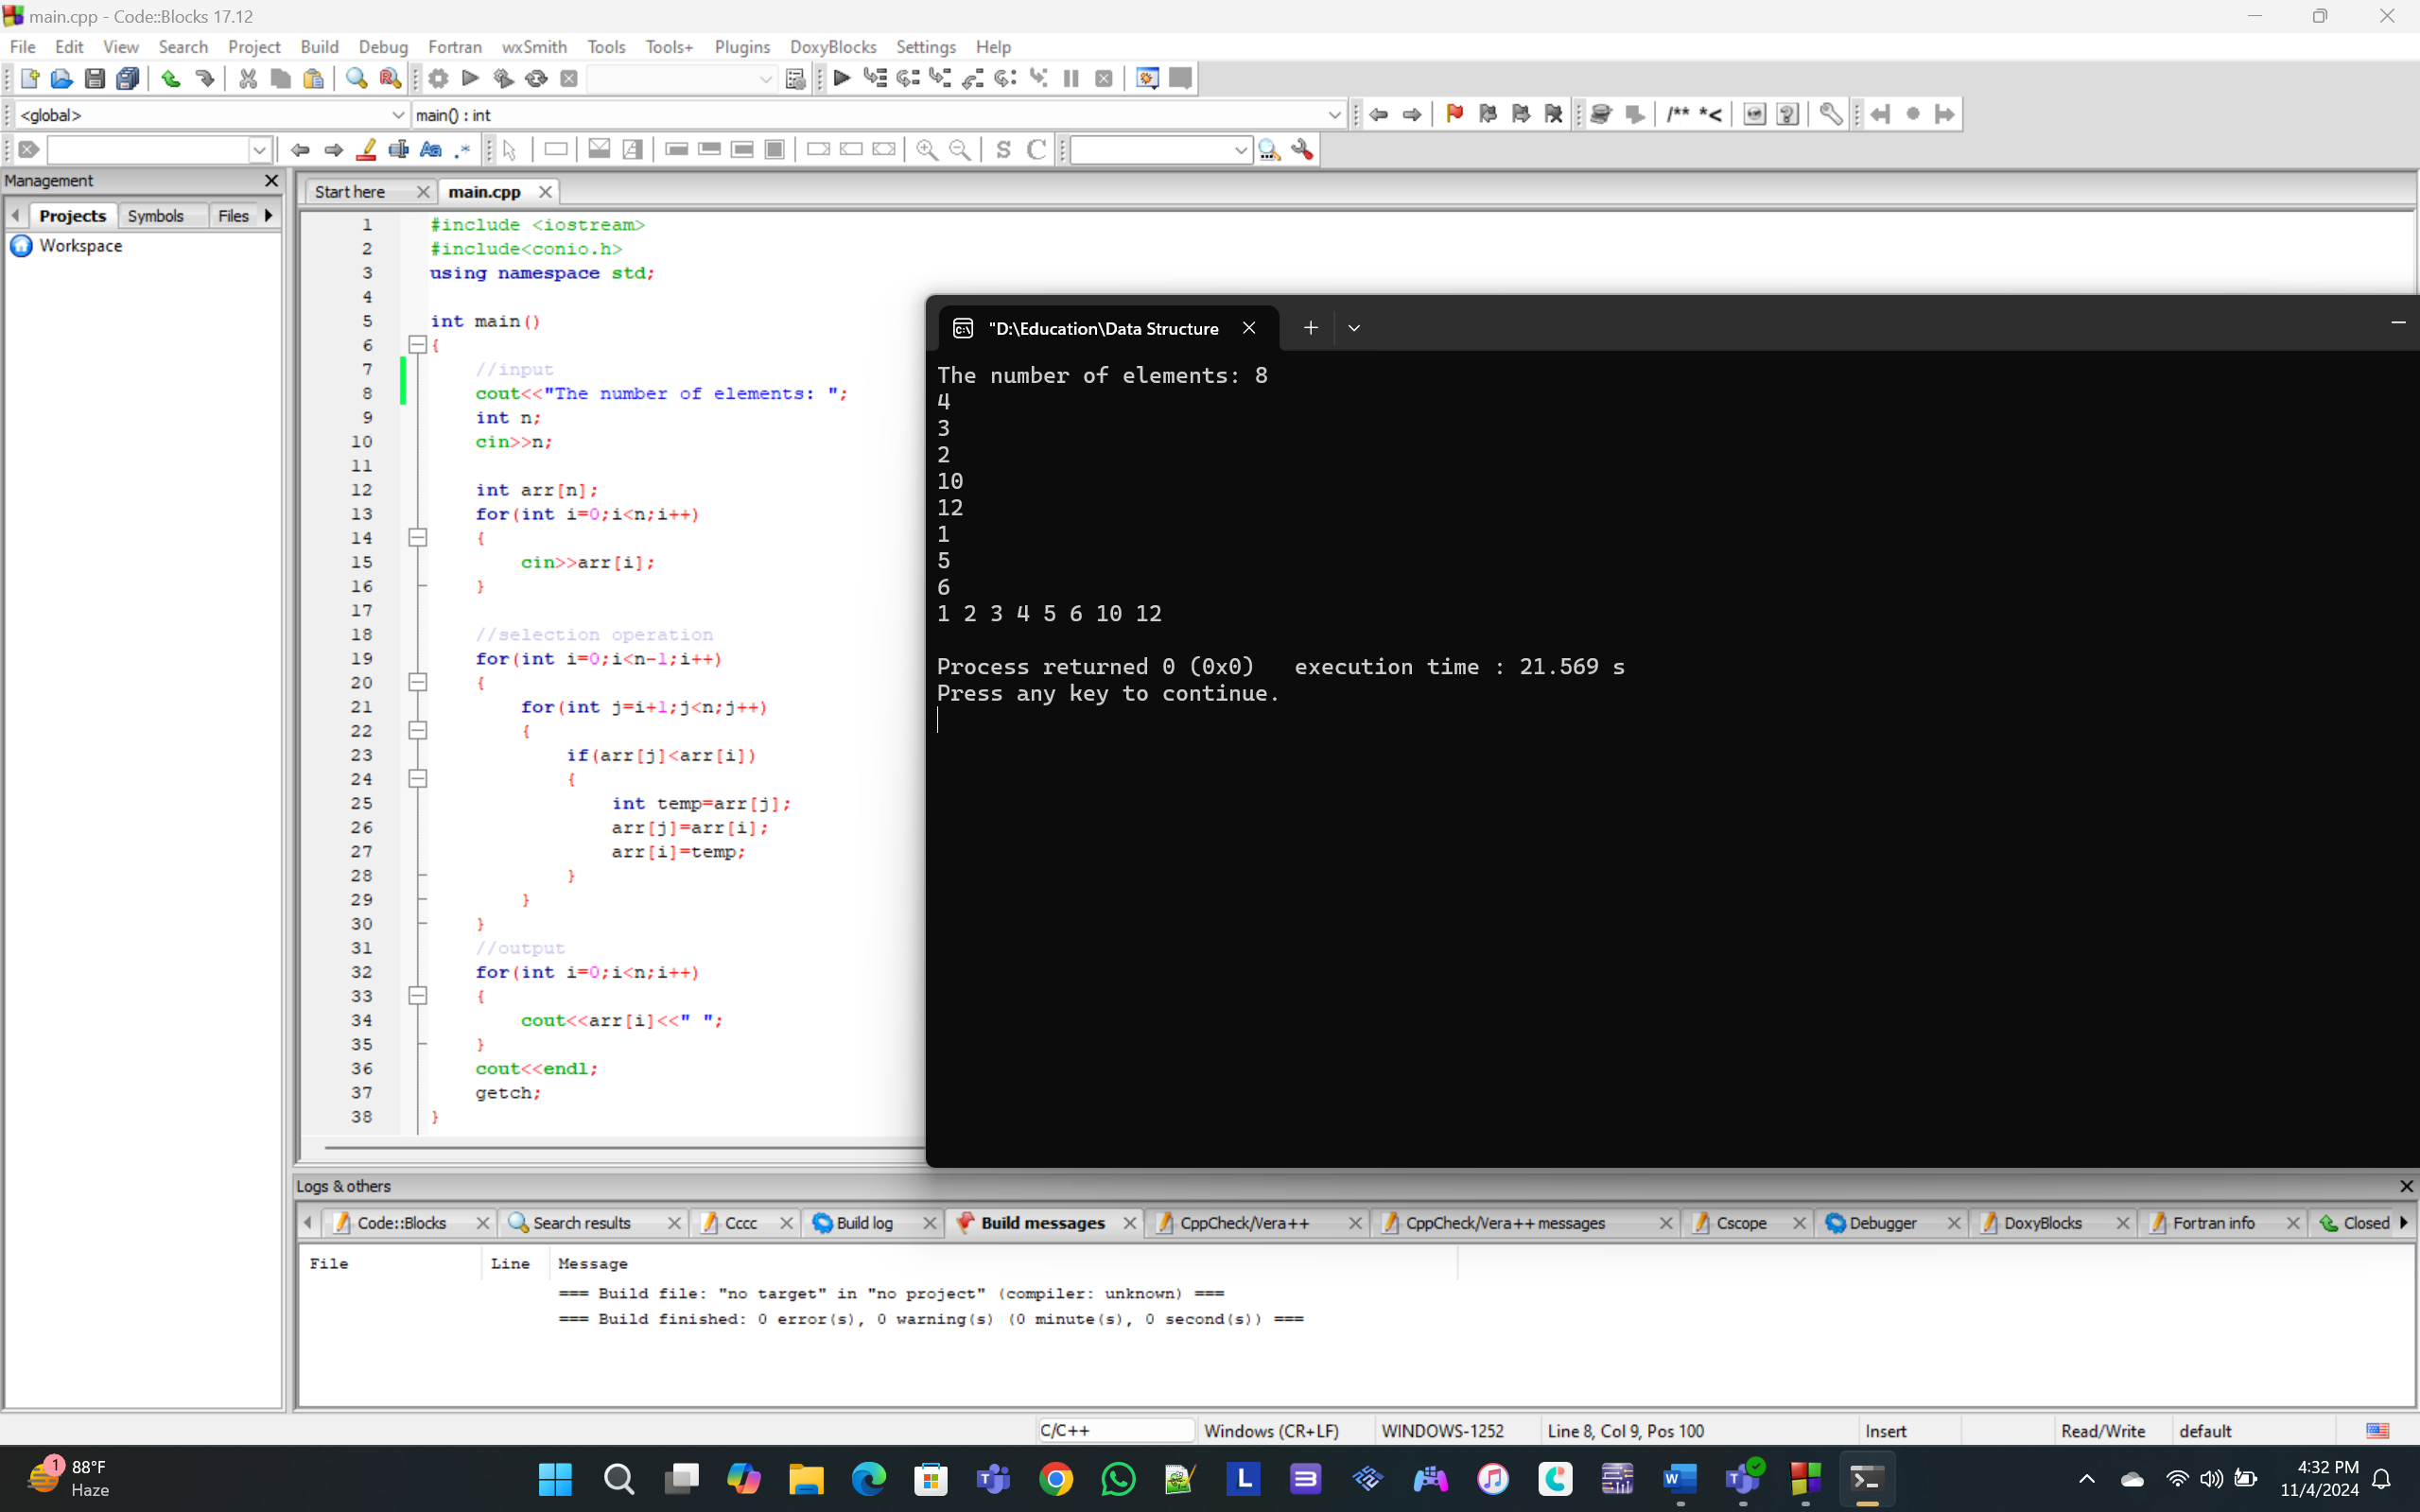 main.cpp - Code::Blocks 17.12
File Edit View Search Project Build Debug Fortran wxSmith Tools Tools+ Plugins DoxyBlocks Settings Help
<global> main() : int /** *<
Aa .* S C
Management
Projects Symbols Files
Workspace
Start here main.cpp
1 #include <iostream>
2 #include<conio.h>
3 using namespace std;
4
5 int main()
6 {
7 //input
8 cout<<"The number of elements: ";
9 int n;
10 cin>>n;
11
12 int arr[n];
13 for(int i=0;i<n;i++)
14 {
15 cin>>arr[i];
16 }
17
18 //selection operation
19 for(int i=0;i<n-1;i++)
20 {
21 for(int j=i+1;j<n;j++)
22 {
23 if(arr[j]<arr[i])
24 {
25 int temp=arr[j];
26 arr[j]=arr[i];
27 arr[i]=temp;
28 }
29 }
30 }
31 //output
32 for(int i=0;i<n;i++)
33 {
34 cout<<arr[i]<<" ";
35 }
36 cout<<endl;
37 getch;
38 }
"D:\Education\Data Structure
The number of elements: 8
4
3
2
10
12
1
5
6
1 2 3 4 5 6 10 12
Process returned 0 (0x0)   execution time : 21.569 s
Press any key to continue.
Logs & others
Code::Blocks Search results Cccc Build log Build messages CppCheck/Vera++ CppCheck/Vera++ messages Cscope Debugger DoxyBlocks Fortran info Closed
File Line Message
=== Build file: "no target" in "no project" (compiler: unknown) ===
=== Build finished: 0 error(s), 0 warning(s) (0 minute(s), 0 second(s)) ===
C/C++ Windows (CR+LF) WINDOWS-1252 Line 8, Col 9, Pos 100 Insert Read/Write default
1 88°F
Haze
4:32 PM
11/4/2024